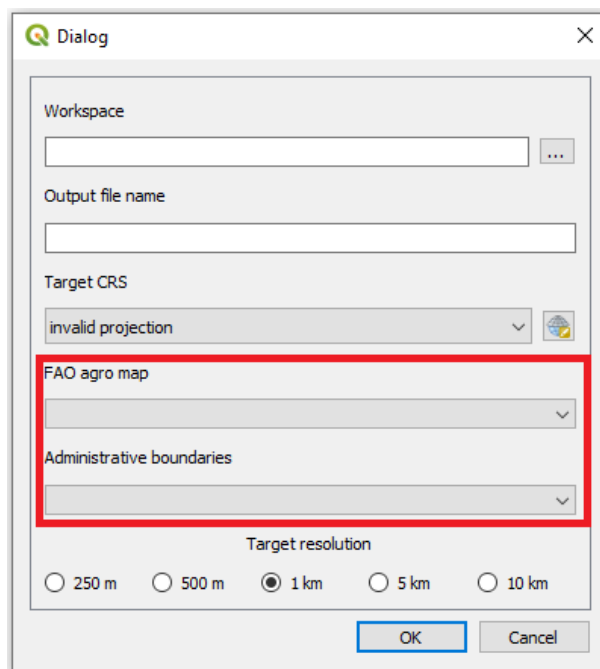 Dialog
Workspace
...
Output file name
Target CRS
invalid projection
FAO agro map
Administrative boundaries
Target resolution
250 m 500 m 1 km 5 km 10 km
OK Cancel